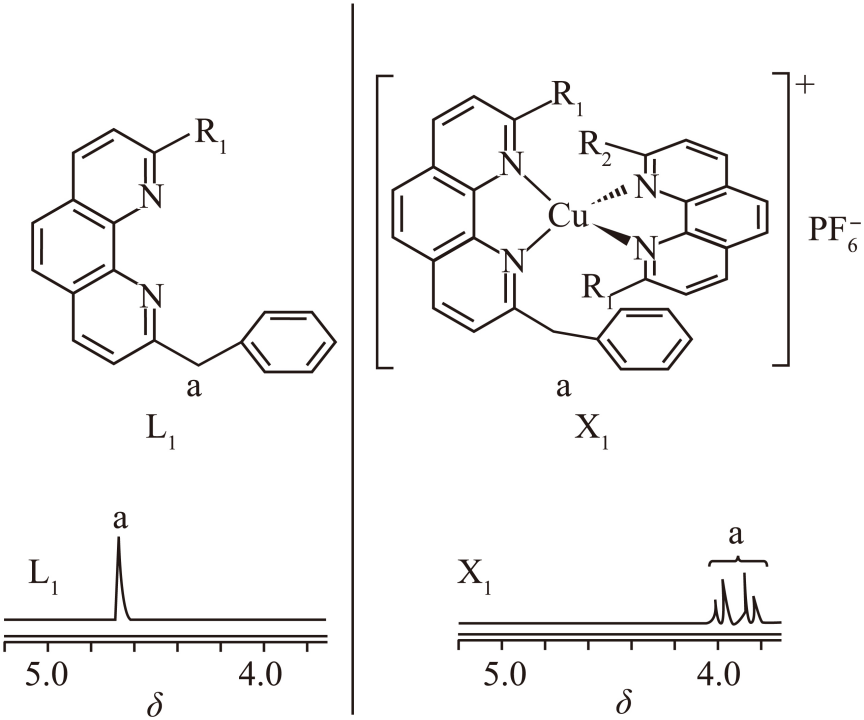 R₁
N
N
a
L₁
R₁
N
R₂
N
Cu
N
N
R₁
+
PF₆⁻
a
X₁
a
L₁
5.0 4.0
δ
a
X₁
5.0 4.0
δ